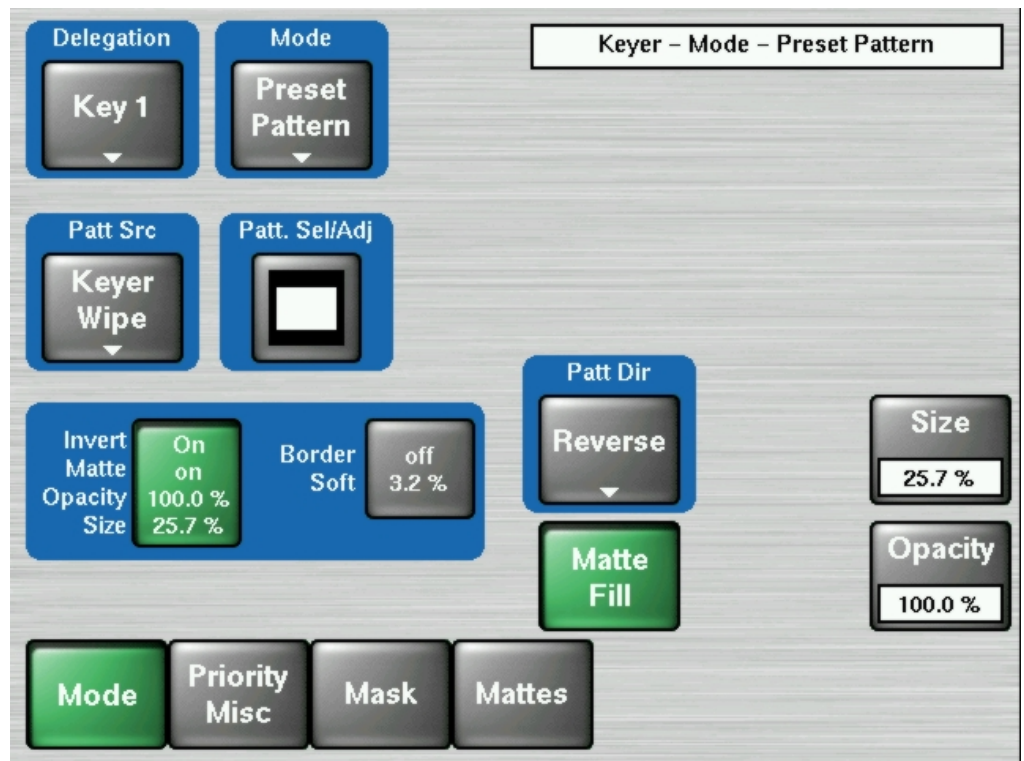 Delegation
Mode
Keyer – Mode – Preset Pattern
Key 1
Preset
Pattern
Patt Src
Patt. Sel/Adj
Keyer
Wipe
Patt Dir
Reverse
Size
25.7 %
Invert
Matte
Opacity
Size
On
on
100.0 %
25.7 %
Border
Soft
off
3.2 %
Matte
Fill
Opacity
100.0 %
Mode
Priority
Misc
Mask
Mattes